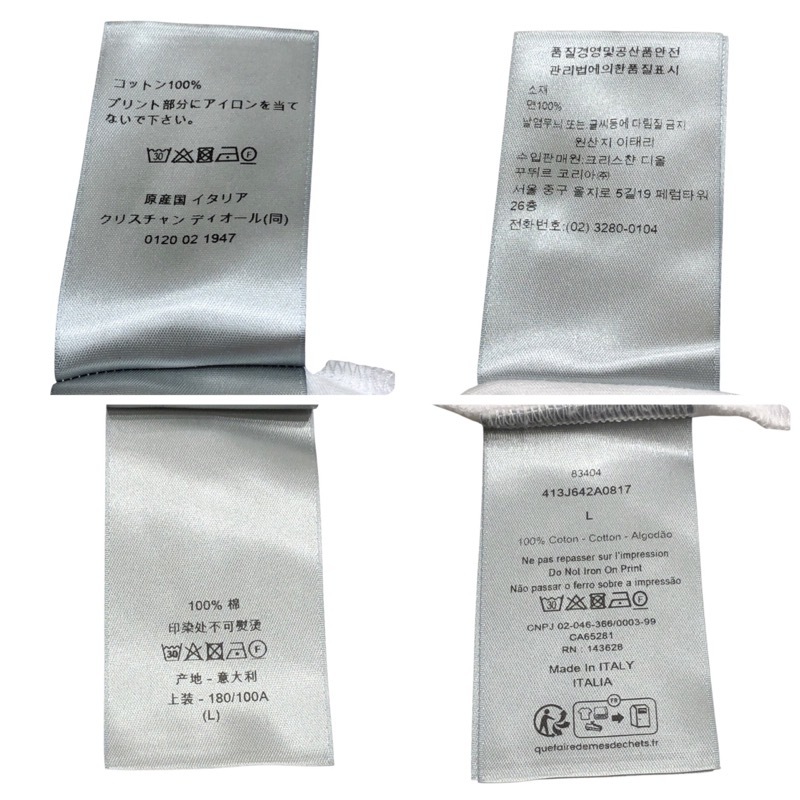 コットン100%
プリント部分にアイロンを当て
ないで下さい。
30 F
原産国 イタリア
クリスチャン ディオール(同)
0120 02 1947
품질경영및공산품안전
관리법에의한품질표시
소재
면100%
날염무늬 또는 글씨등에 다림질 금지
원산지 이태리
수입판매원:크리스챤 디올
꾸뛰르 코리아㈜
서울 중구 을지로 5길19 페럼타워
26층
전화번호:(02) 3280-0104
100% 棉
印染处不可熨烫
30 F
产地 - 意大利
上装 - 180/100A
(L)
83404
413J642A0817
L
100% Coton - Cotton - Algodão
Ne pas repasser sur l'impression
Do Not Iron On Print
Não passar o ferro sobre a impressão
30 F
CNPJ 02-046-366/0003-99
CA65281
RN : 143628
Made In ITALY
ITALIA
FR
quefairedemesdechets.fr